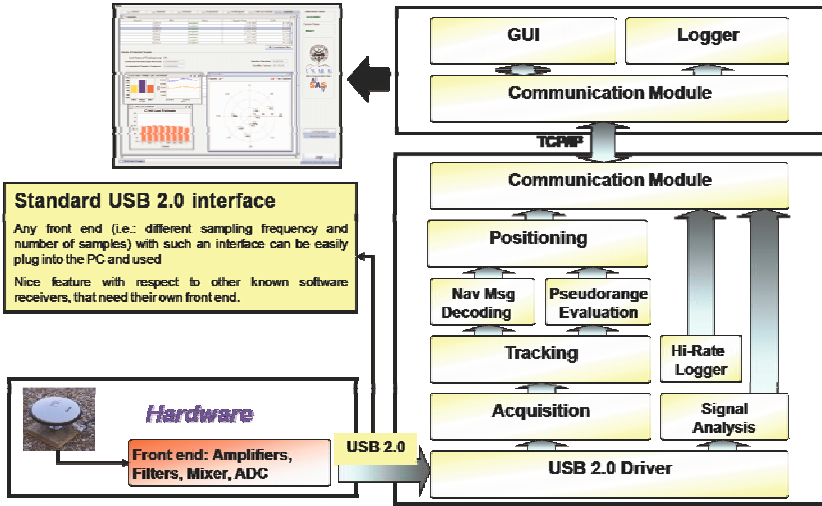 GUI
Logger
Communication Module
TCP/IP
Communication Module
Standard USB 2.0 interface
Any front end (i.e.: different sampling frequency and
number of samples) with such an interface can be easily
plug into the PC and used
Nice feature with respect to other known software
receivers, that need their own front end.
Positioning
Nav Msg
Decoding
Pseudorange
Evaluation
Tracking
Hi-Rate
Logger
Acquisition
Signal
Analysis
USB 2.0 Driver
Hardware
Front end: Amplifiers,
Filters, Mixer, ADC
USB 2.0